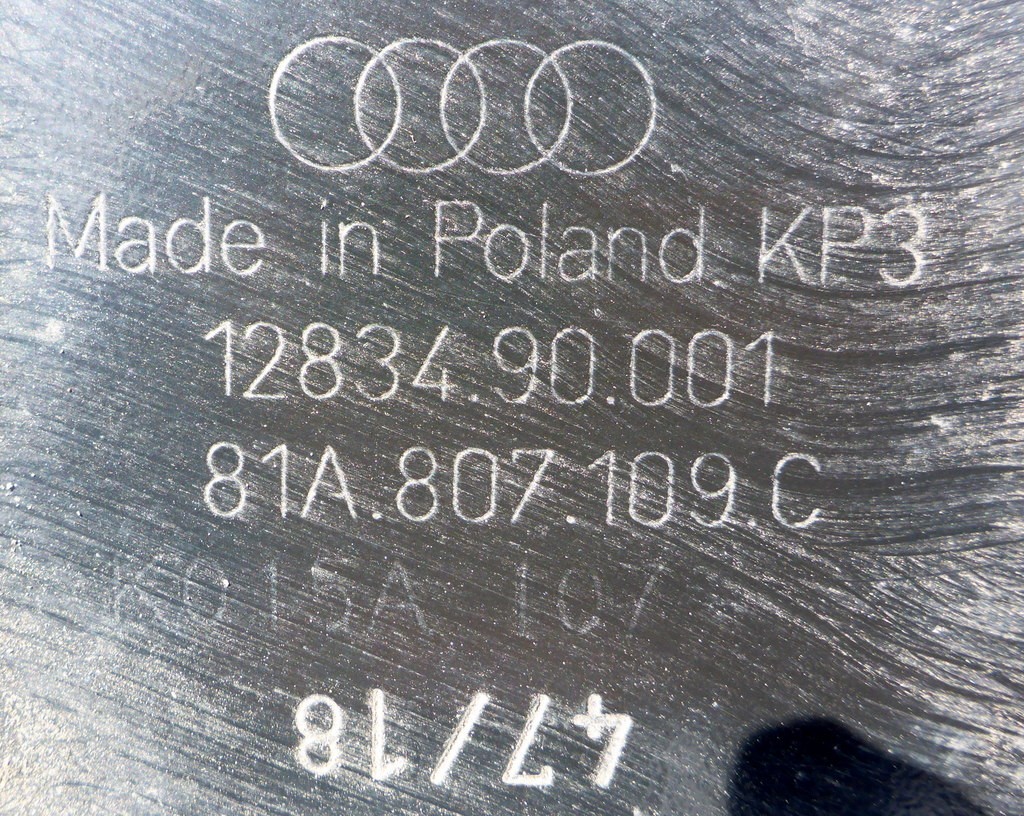 Made in Poland KP3
12834.90.001
81A.807.109.C
47/18